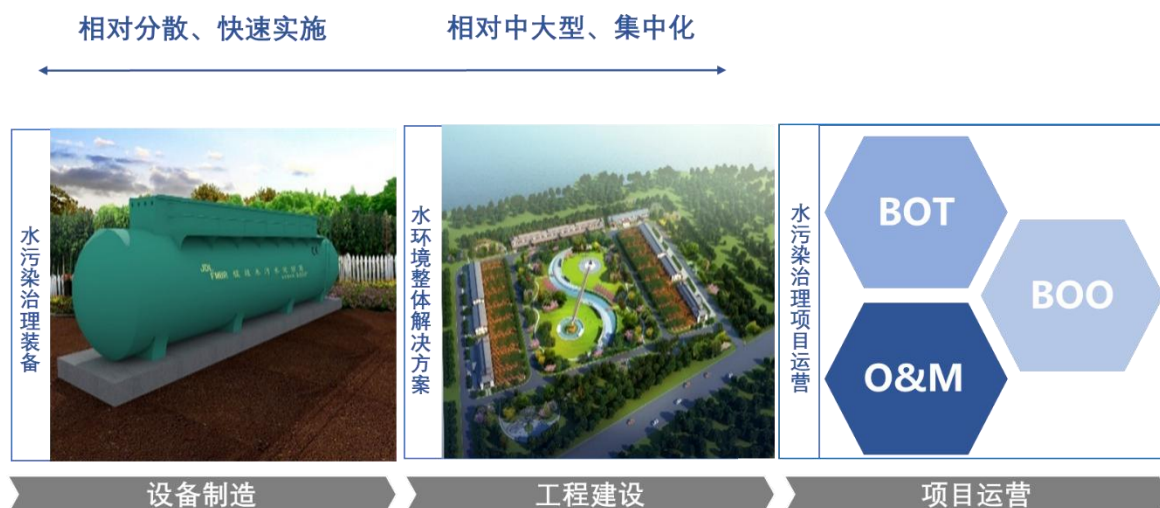 相对分散、快速实施
相对中大型、集中化
水污染治理装备
JDL
FMBR
水环境整体解决方案
水污染治理项目运营
BOT
BOO
O&M
设备制造
工程建设
项目运营